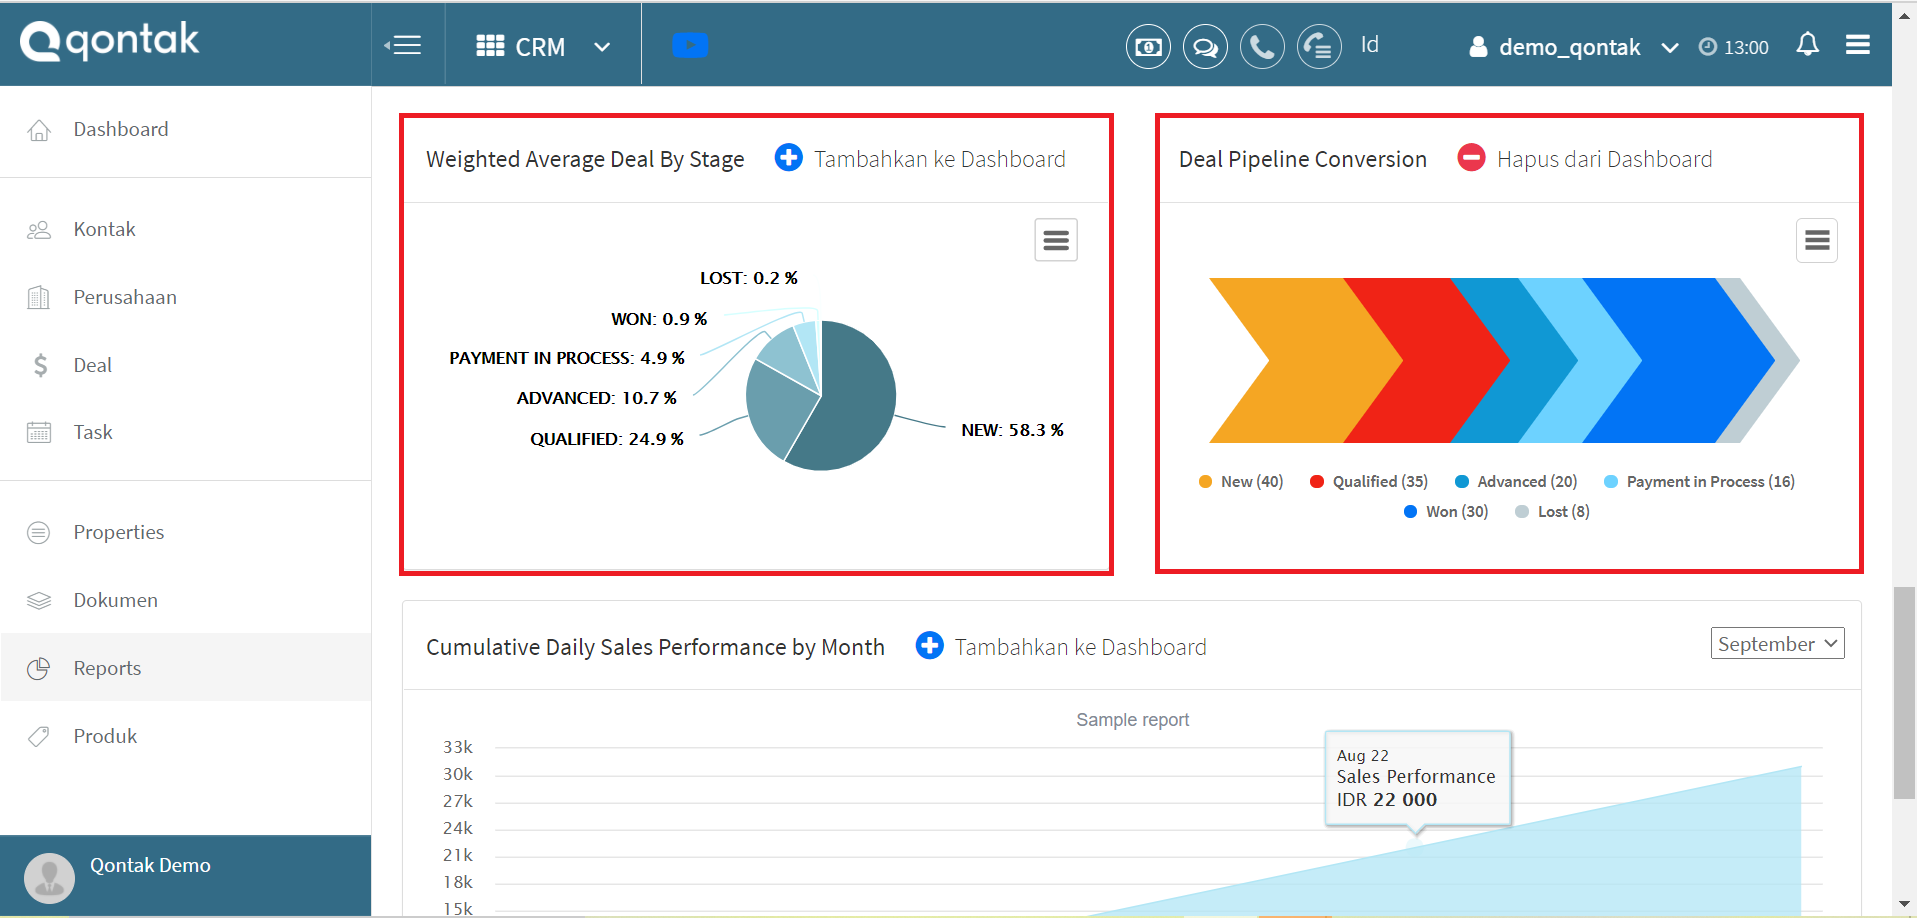 qontak
CRM
Id
demo_qontak
13:00
Dashboard
Kontak
Perusahaan
Deal
Task
Properties
Dokumen
Reports
Produk
Qontak Demo
Weighted Average Deal By Stage
Tambahkan ke Dashboard
LOST: 0.2 %
WON: 0.9 %
PAYMENT IN PROCESS: 4.9 %
ADVANCED: 10.7 %
QUALIFIED: 24.9 %
NEW: 58.3 %
Deal Pipeline Conversion
Hapus dari Dashboard
New (40)
Qualified (35)
Advanced (20)
Payment in Process (16)
Won (30)
Lost (8)
Cumulative Daily Sales Performance by Month
Tambahkan ke Dashboard
September
Sample report
33k
30k
27k
24k
21k
18k
15k
Aug 22
Sales Performance
IDR 22 000